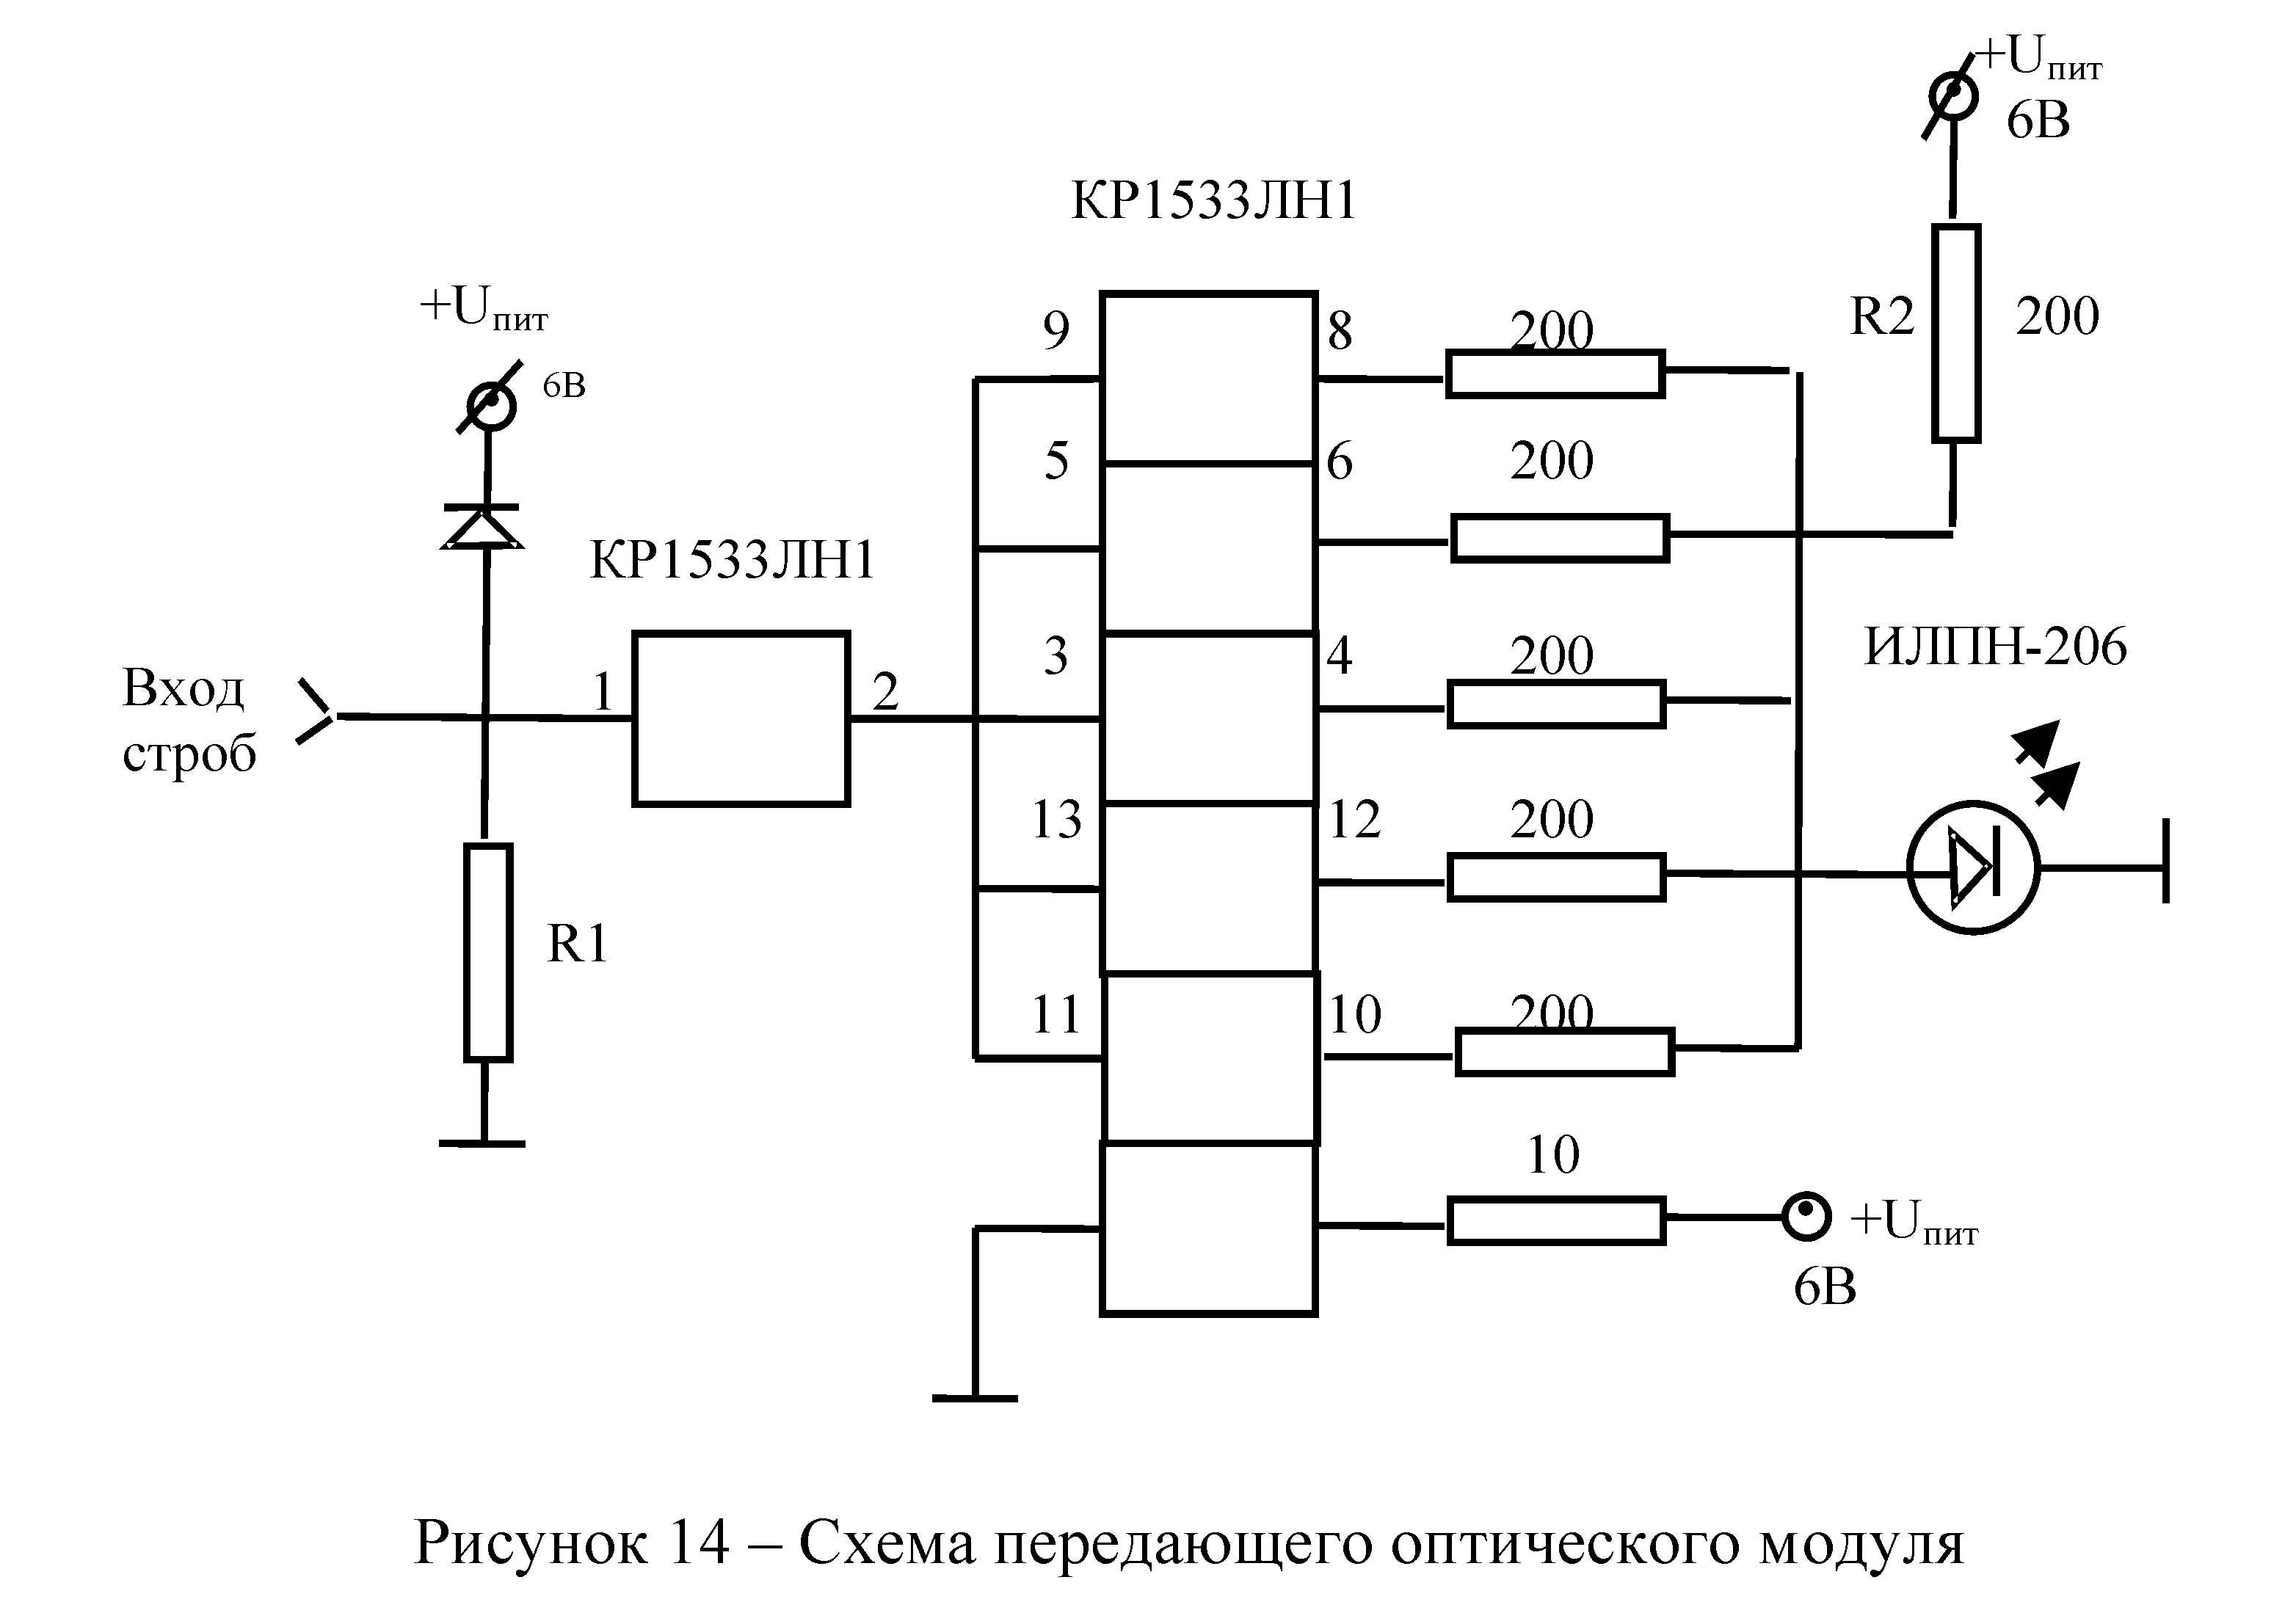 +Uпит
6В
КР1533ЛН1
+Uпит
6В
9
8
200
R2
200
5
6
200
КР1533ЛН1
Вход
строб
1
2
3
4
200
ИЛПН-206
13
12
200
R1
11
10
200
10
+Uпит
6В
Рисунок 14 – Схема передающего оптического модуля